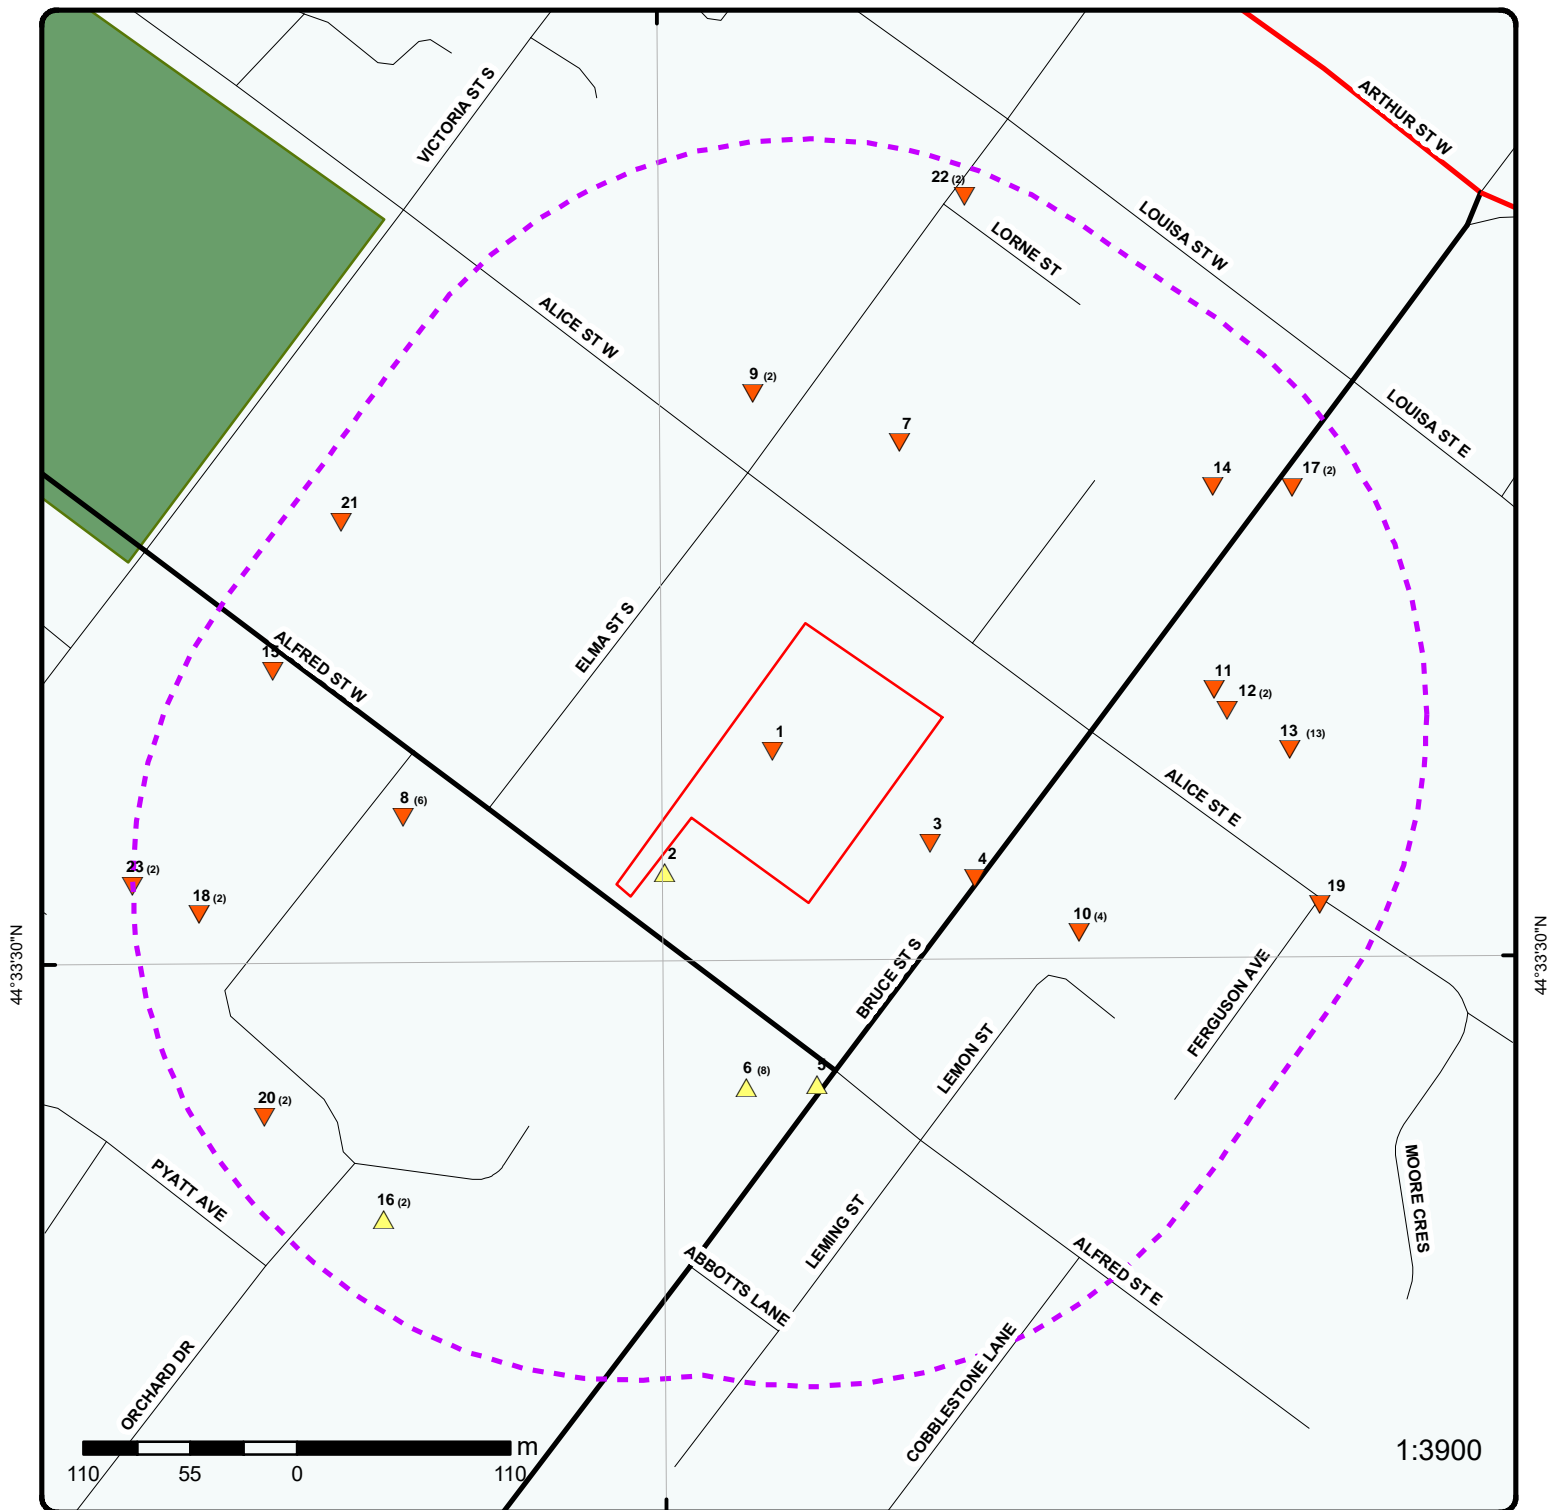 ARTHUR ST W
VICTORIA ST S
22 (2)
LOUISA ST W
LORNE ST
ALICE ST W
9 (2)
7
LOUISA ST E
14
17 (2)
21
ELMA ST S
ALFRED ST W
15
11
12 (2)
1
13 (13)
ALICE ST E
8 (6)
3
2
4
23 (2)
18 (2)
19
10 (4)
44°33'30"N
44°33'30"N
BRUCE ST S
FERGUSON AVE
LEMON ST
6 (8)
5
20 (2)
PYATT AVE
16 (2)
MOORE CRES
LEMING ST
ABBOTTS LANE
ALFRED ST E
ORCHARD DR
COBBLESTONE LANE
m
1:3900
110 55 0 110